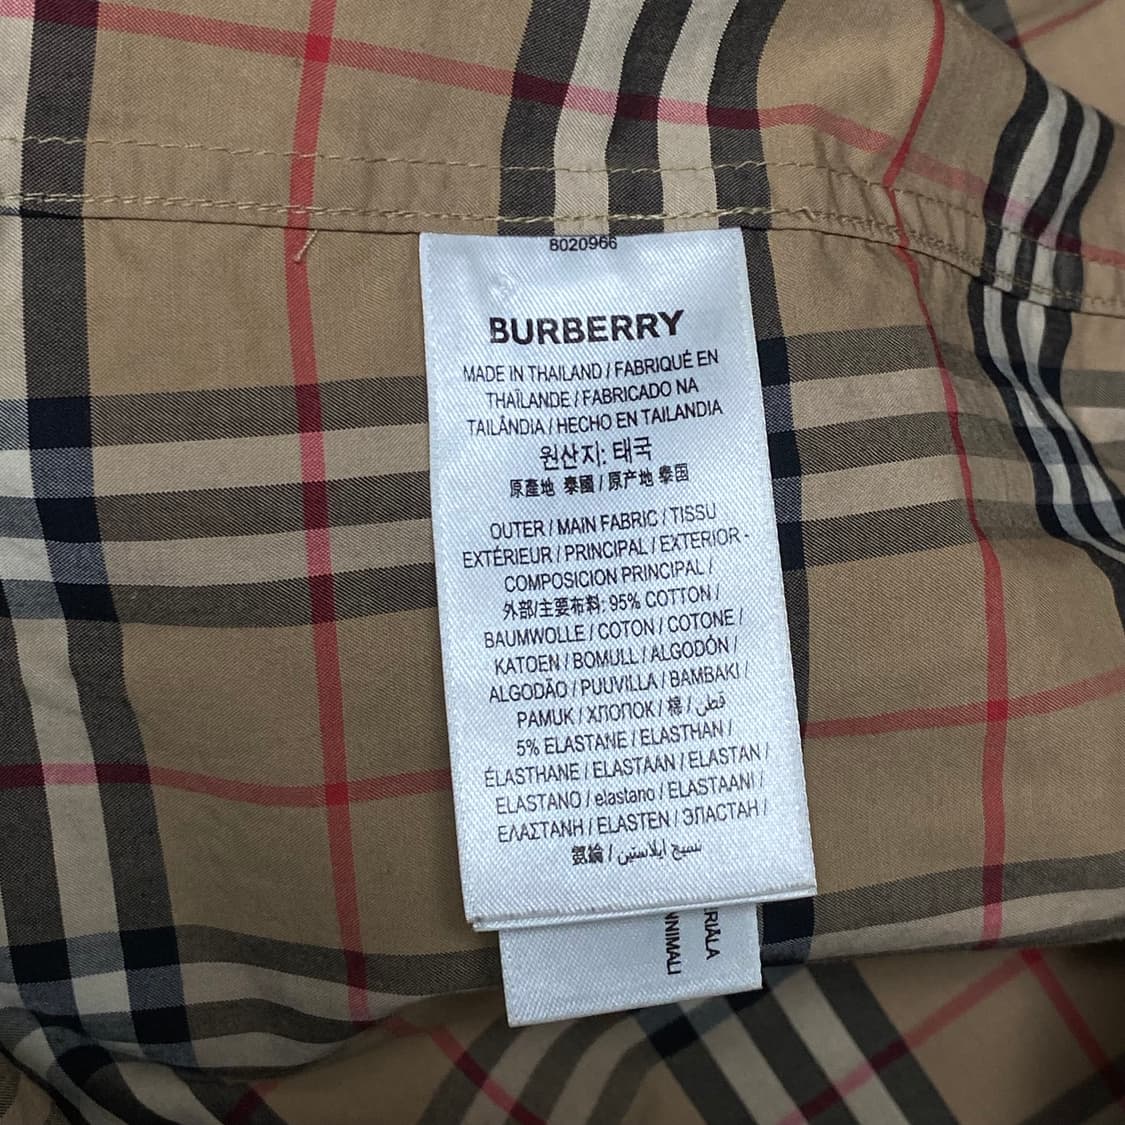 8020966
BURBERRY
MADE IN THAILAND / FABRIQUÉ EN
THAÏLANDE / FABRICADO NA
TAILÂNDIA / HECHO EN TAILANDIA
원산지: 태국
原產地 泰國 / 原产地 泰国
OUTER / MAIN FABRIC / TISSU
EXTÉRIEUR / PRINCIPAL / EXTERIOR -
COMPOSICION PRINCIPAL /
外部/主要布料: 95% COTTON /
BAUMWOLLE / COTON / COTONE /
KATOEN / BOMULL / ALGODÓN /
ALGODÃO / PUUVILLA / BAMBAKI /
PAMUK / ХЛОПОК / 棉 / قطن
5% ELASTANE / ELASTHAN /
ÉLASTHANE / ELASTAAN / ELASTAN /
ELASTANO / elastano / ELASTAANI /
ΕΛΑΣΤΑΝΗ / ELASTEN / ЭЛАСТАН /
氨綸 / نسيج ايلاستين